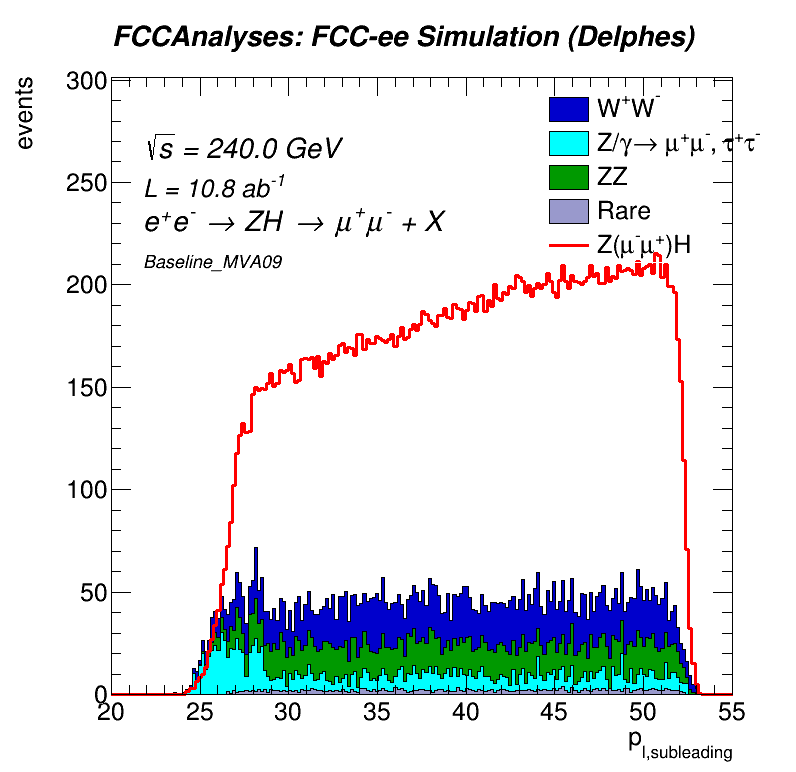 FCCAnalyses: FCC-ee Simulation (Delphes)
events
300
250
200
150
100
50
0
√s = 240.0 GeV
L = 10.8 ab⁻¹
e⁺e⁻ → ZH → μ⁺μ⁻ + X
Baseline_MVA09
W⁺W⁻
Z/γ→ μ⁺μ⁻, τ⁺τ⁻
ZZ
Rare
Z(μ⁻μ⁺)H
20 25 30 35 40 45 50 55
p_l,subleading